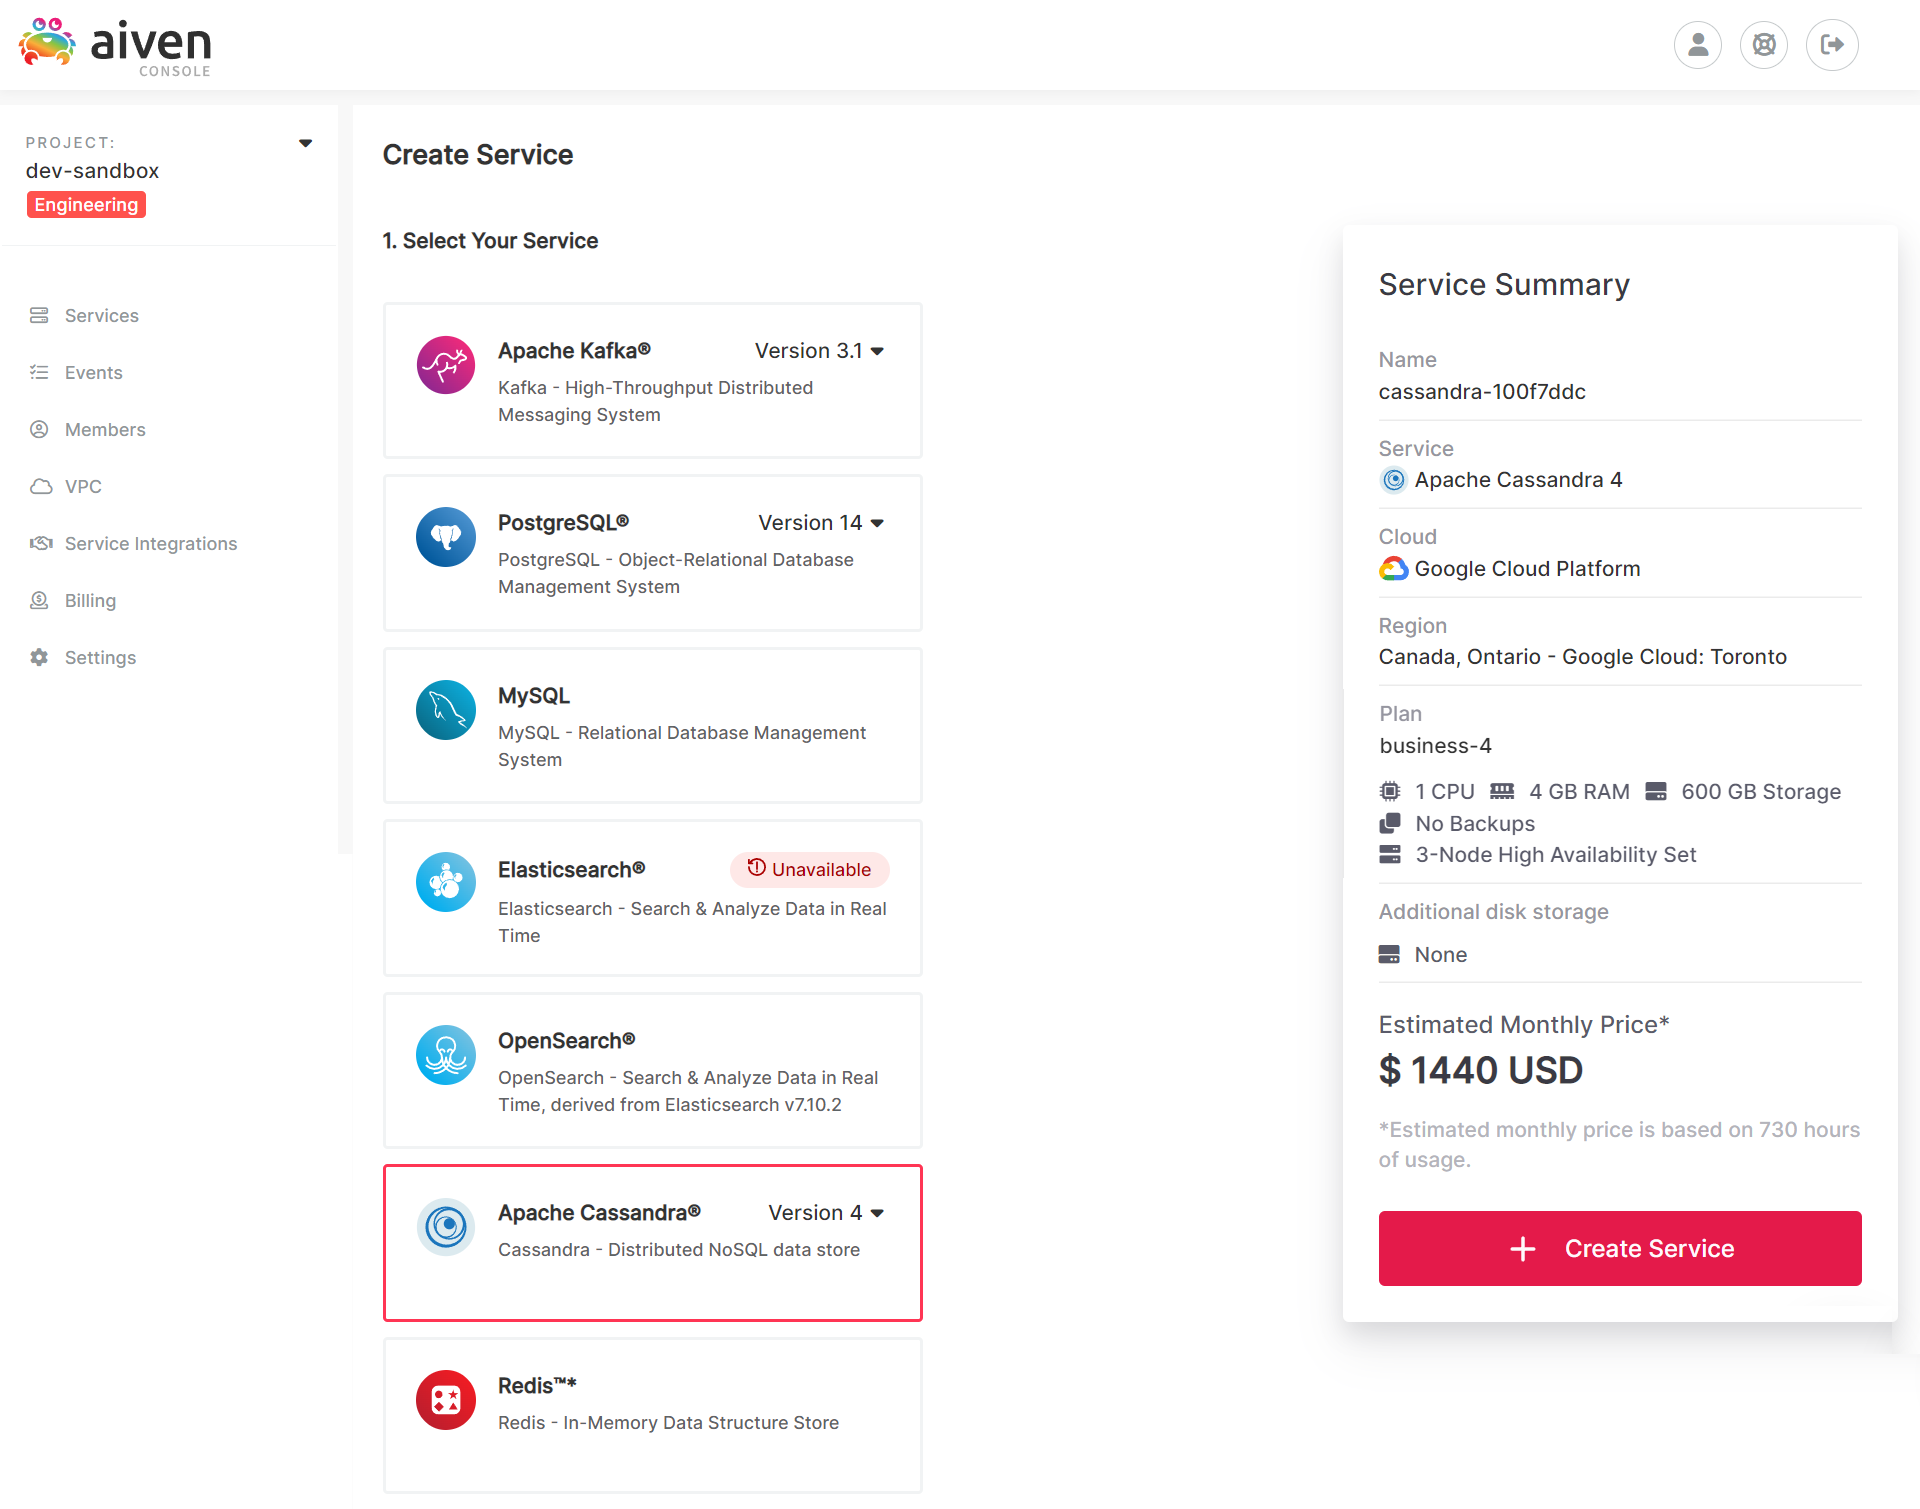 aiven
CONSOLE
PROJECT:
dev-sandbox
Engineering
Services
Events
Members
VPC
Service Integrations
Billing
Settings
Create Service
1. Select Your Service
Apache Kafka®
Version 3.1
Kafka - High-Throughput Distributed
Messaging System
PostgreSQL®
Version 14
PostgreSQL - Object-Relational Database
Management System
MySQL
MySQL - Relational Database Management
System
Elasticsearch®
Unavailable
Elasticsearch - Search & Analyze Data in Real
Time
OpenSearch®
OpenSearch - Search & Analyze Data in Real
Time, derived from Elasticsearch v7.10.2
Apache Cassandra®
Version 4
Cassandra - Distributed NoSQL data store
Redis™*
Redis - In-Memory Data Structure Store
Service Summary
Name
cassandra-100f7ddc
Service
Apache Cassandra 4
Cloud
Google Cloud Platform
Region
Canada, Ontario - Google Cloud: Toronto
Plan
business-4
1 CPU 4 GB RAM 600 GB Storage
No Backups
3-Node High Availability Set
Additional disk storage
None
Estimated Monthly Price*
$ 1440 USD
*Estimated monthly price is based on 730 hours
of usage.
Create Service